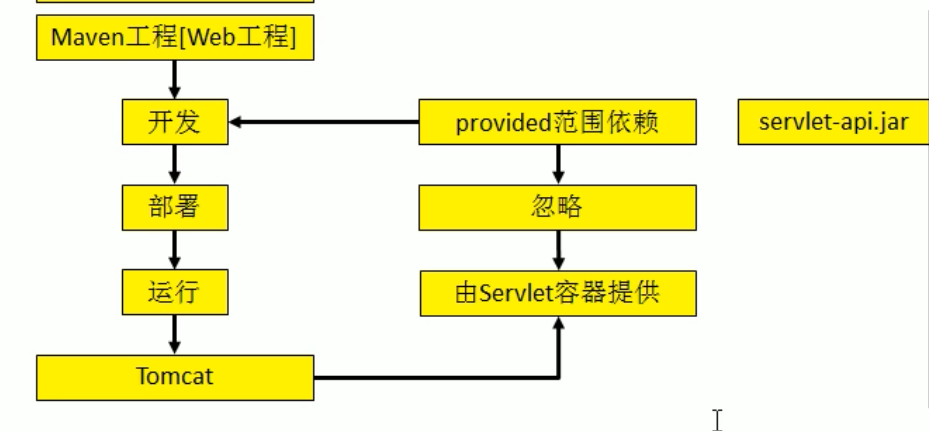 Maven工程[Web工程]
开发
provided范围依赖
servlet-api.jar
部署
忽略
运行
由Servlet容器提供
Tomcat